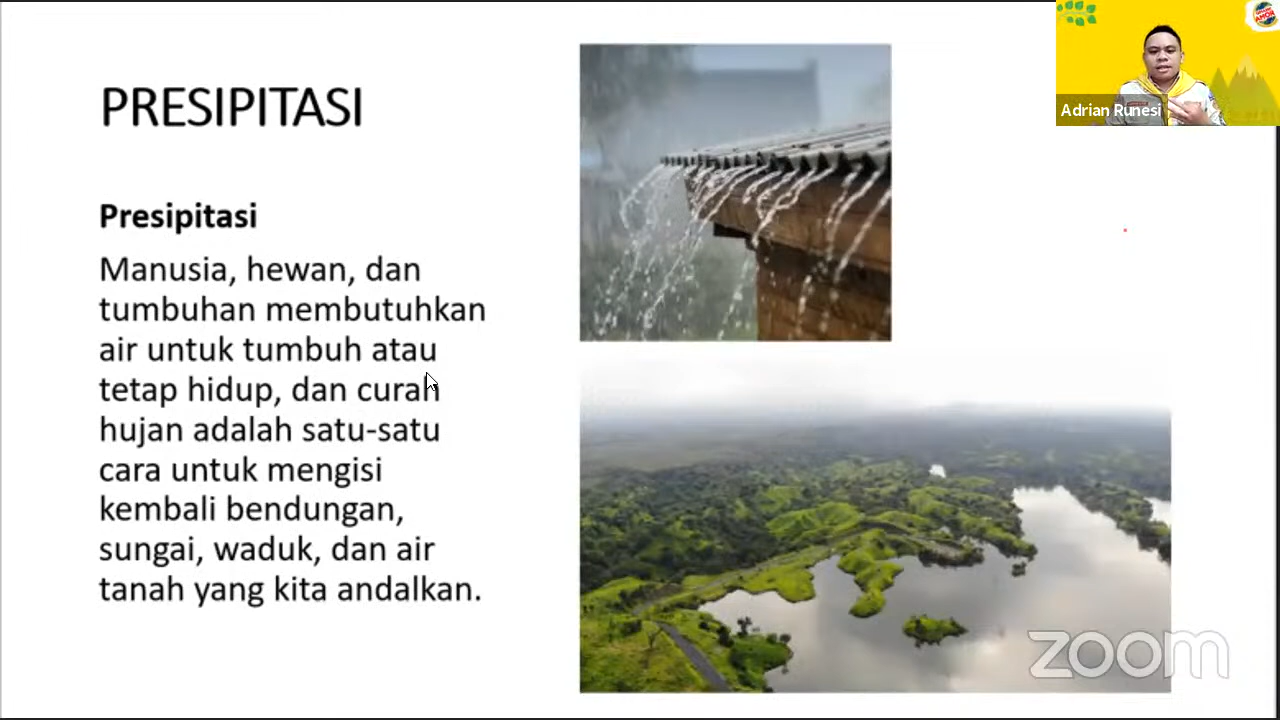 PRESIPITASI
Presipitasi
Manusia, hewan, dan
tumbuhan membutuhkan
air untuk tumbuh atau
tetap hidup, dan curah
hujan adalah satu-satu
cara untuk mengisi
kembali bendungan,
sungai, waduk, dan air
tanah yang kita andalkan.
Adrian Runesi
zoom